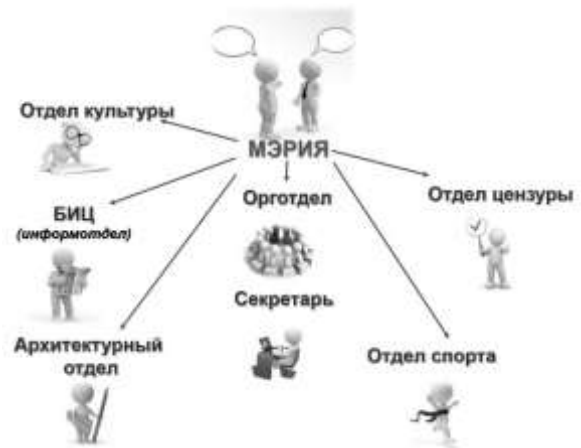 Отдел культуры
МЭРИЯ
Отдел цензуры
БИЦ
(информотдел)
Орготдел
Секретарь
Архитектурный
отдел
Отдел спорта